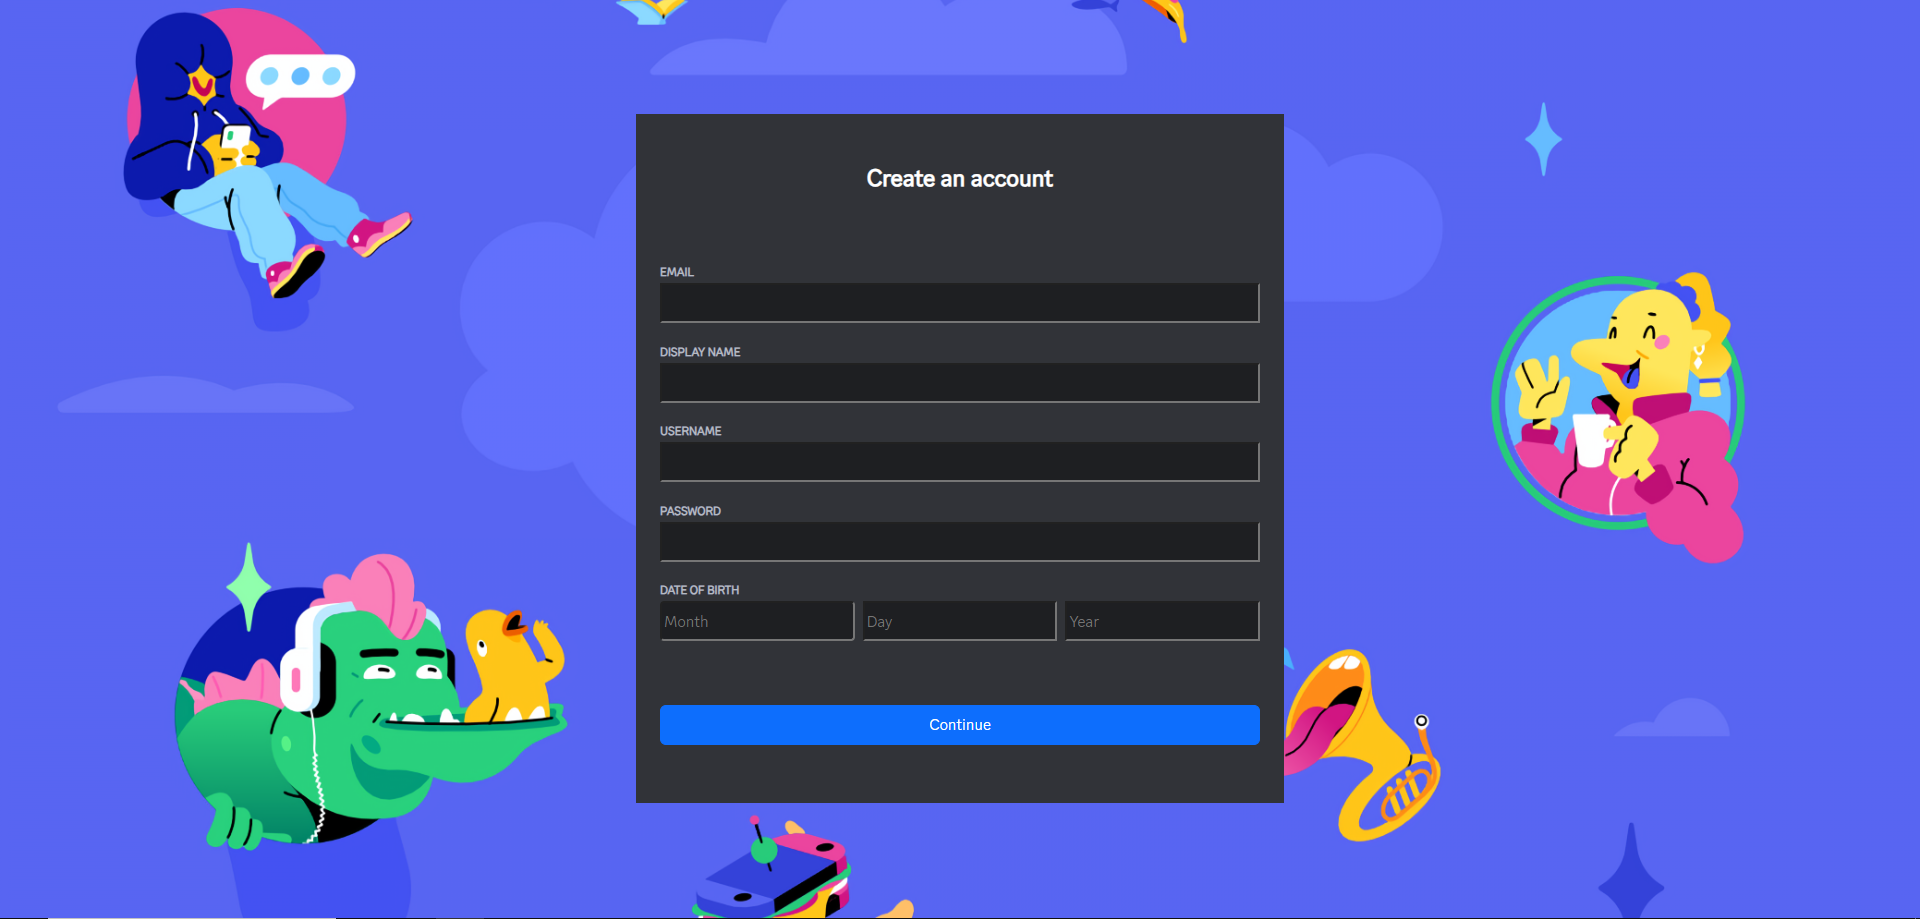 Create an account
EMAIL
DISPLAY NAME
USERNAME
PASSWORD
DATE OF BIRTH
Month Day Year
Continue